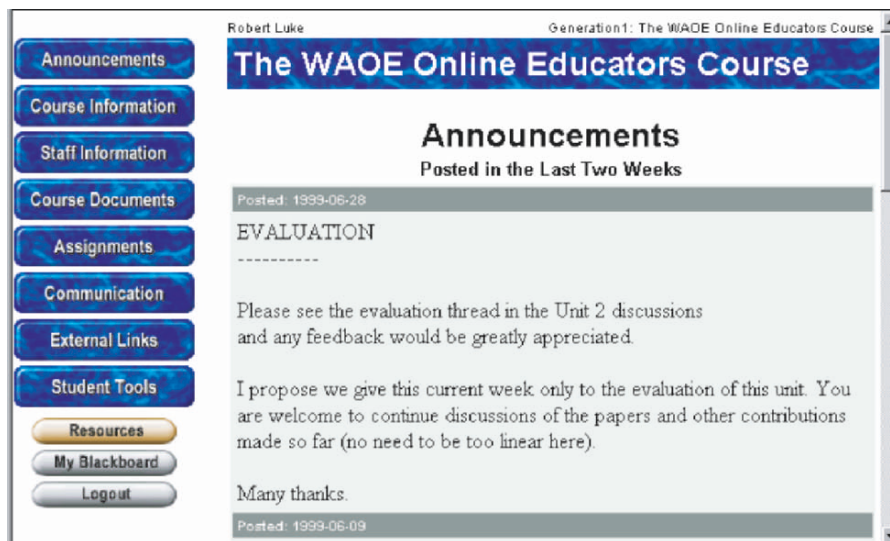 Robert Luke Generation1: The WAOE Online Educators Course
The WAOE Online Educators Course
Announcements
Course Information
Staff Information
Course Documents
Assignments
Communication
External Links
Student Tools
Resources
My Blackboard
Logout
Announcements
Posted in the Last Two Weeks
Posted: 1999-06-28
EVALUATION
----------
Please see the evaluation thread in the Unit 2 discussions
and any feedback would be greatly appreciated.
I propose we give this current week only to the evaluation of this unit. You
are welcome to continue discussions of the papers and other contributions
made so far (no need to be too linear here).
Many thanks.
Posted: 1999-06-09